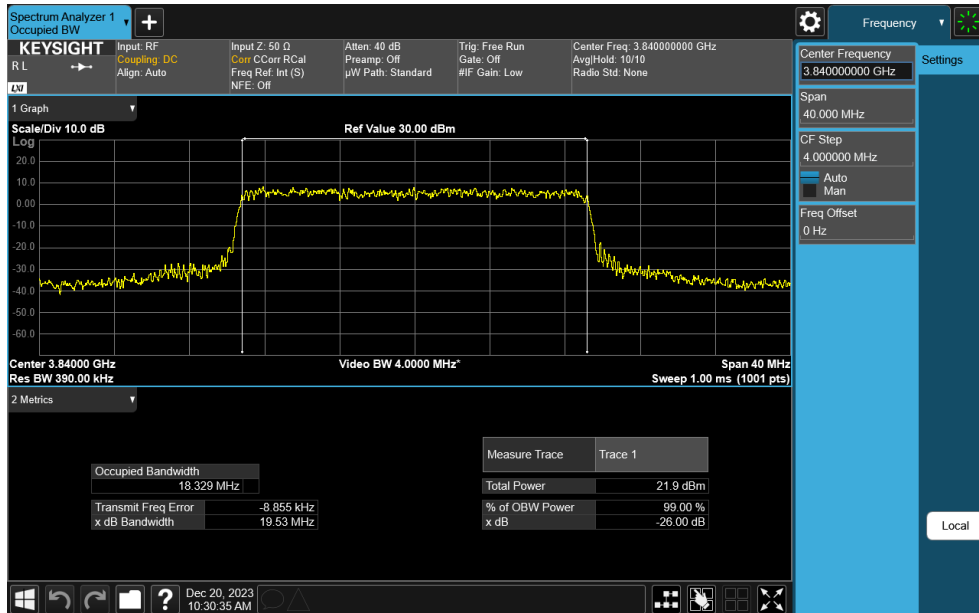 Spectrum Analyzer 1
Occupied BW
Frequency
KEYSIGHT
R L
LXI
Input: RF
Coupling: DC
Align: Auto
Input Z: 50 Ω
Corr CCorr RCal
Freq Ref: Int (S)
NFE: Off
Atten: 40 dB
Preamp: Off
µW Path: Standard
Trig: Free Run
Gate: Off
#IF Gain: Low
Center Freq: 3.840000000 GHz
Avg|Hold: 10/10
Radio Std: None
Center Frequency
3.840000000 GHz
Settings
Span
40.000 MHz
CF Step
4.000000 MHz
Auto
Man
Freq Offset
0 Hz
Local
1 Graph
Scale/Div 10.0 dB
Ref Value 30.00 dBm
Log
20.0
10.0
0.00
-10.0
-20.0
-30.0
-40.0
-50.0
-60.0
Center 3.84000 GHz
Video BW 4.0000 MHz*
Span 40 MHz
Res BW 390.00 kHz
Sweep 1.00 ms (1001 pts)
2 Metrics
Occupied Bandwidth
18.329 MHz
Transmit Freq Error -8.855 kHz
x dB Bandwidth 19.53 MHz
Measure Trace Trace 1
Total Power 21.9 dBm
% of OBW Power 99.00 %
x dB -26.00 dB
?
Dec 20, 2023
10:30:35 AM